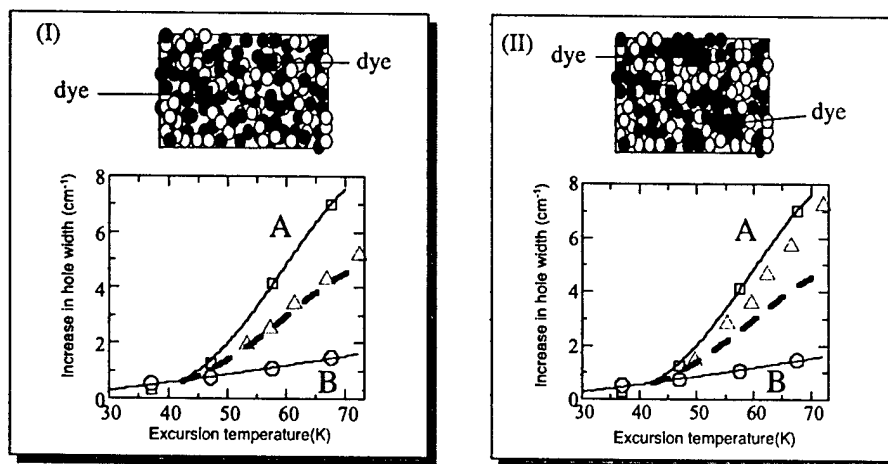 (I)
dye
dye
Increase in hole width (cm⁻¹)
8
6
4
2
0
A
B
30 40 50 60 70
Excursion temperature(K)
(II)
dye
dye
Increase in hole width (cm⁻¹)
8
6
4
2
0
A
B
30 40 50 60 70
Excursion temperature(K)